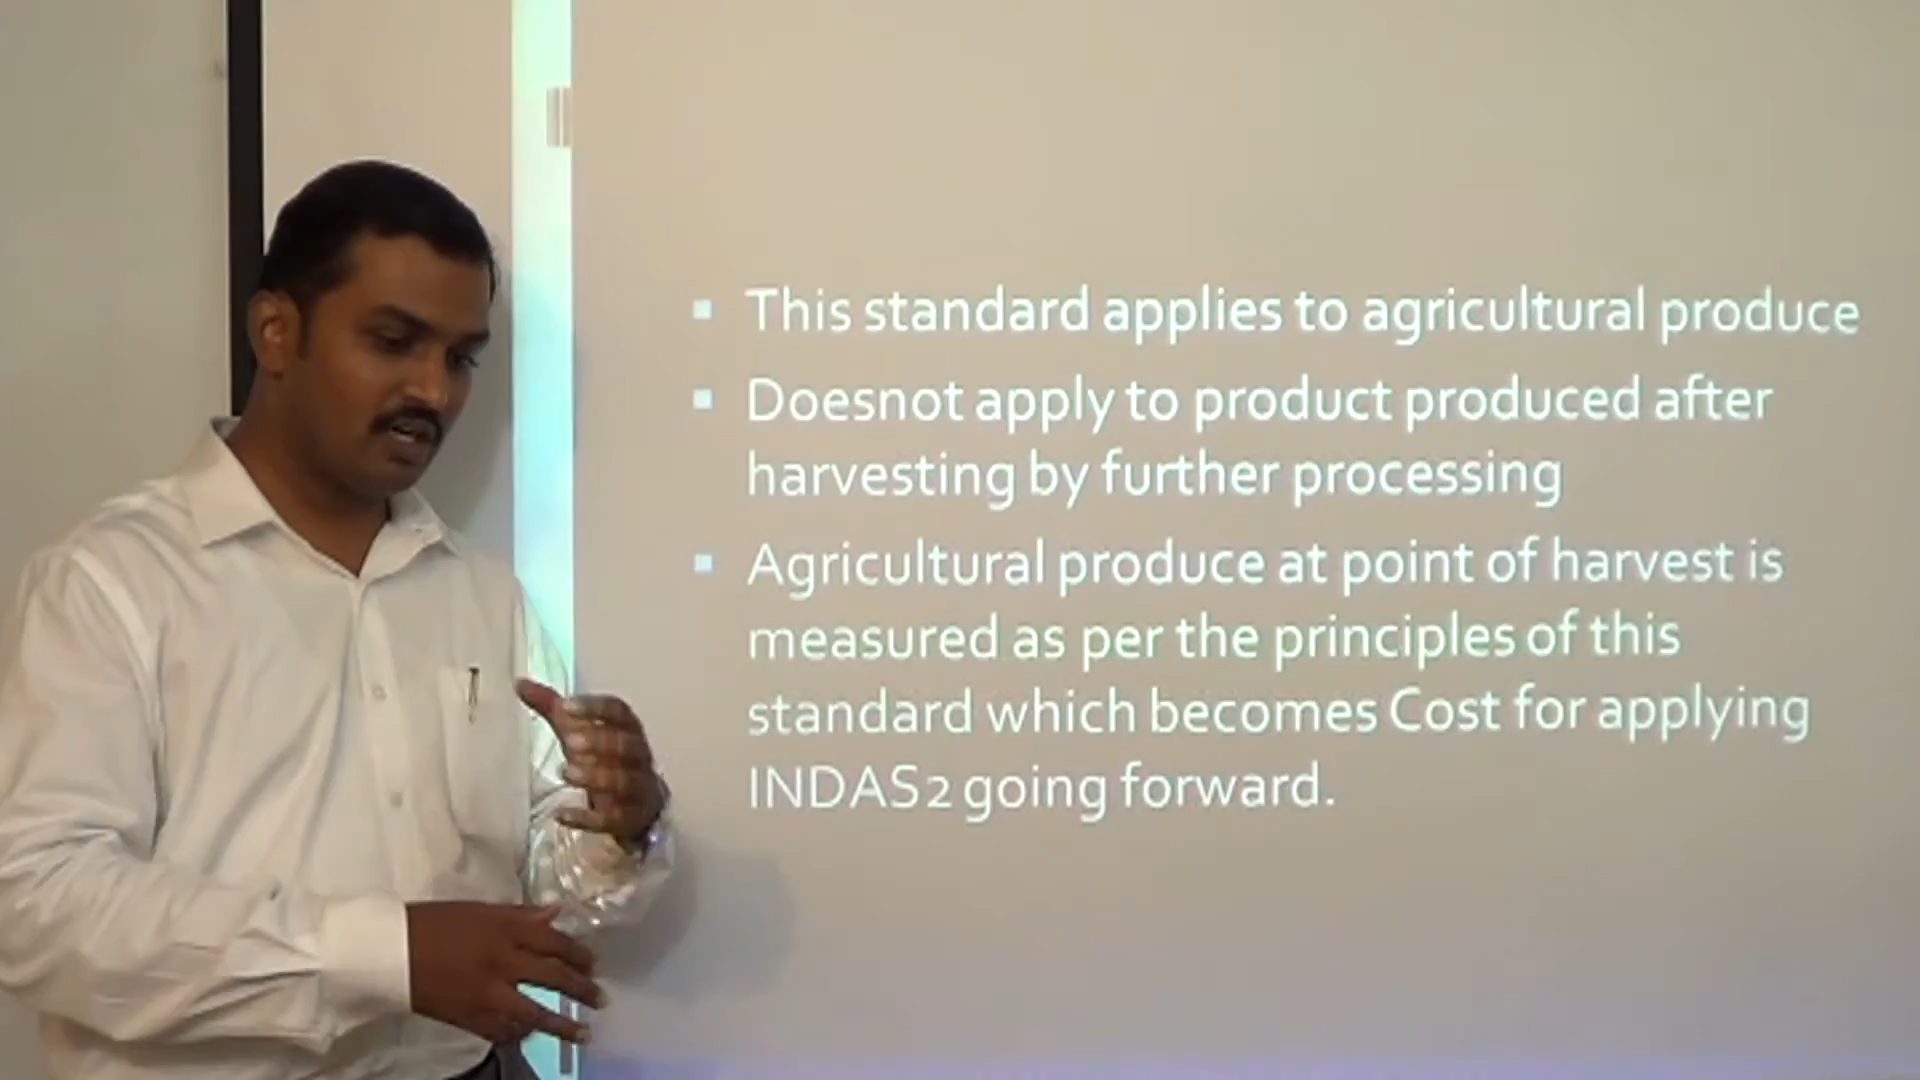 ▪ This standard applies to agricultural produce
▪ Doesnot apply to product produced after
harvesting by further processing
▪ Agricultural produce at point of harvest is
measured as per the principles of this
standard which becomes Cost for applying
INDAS2 going forward.